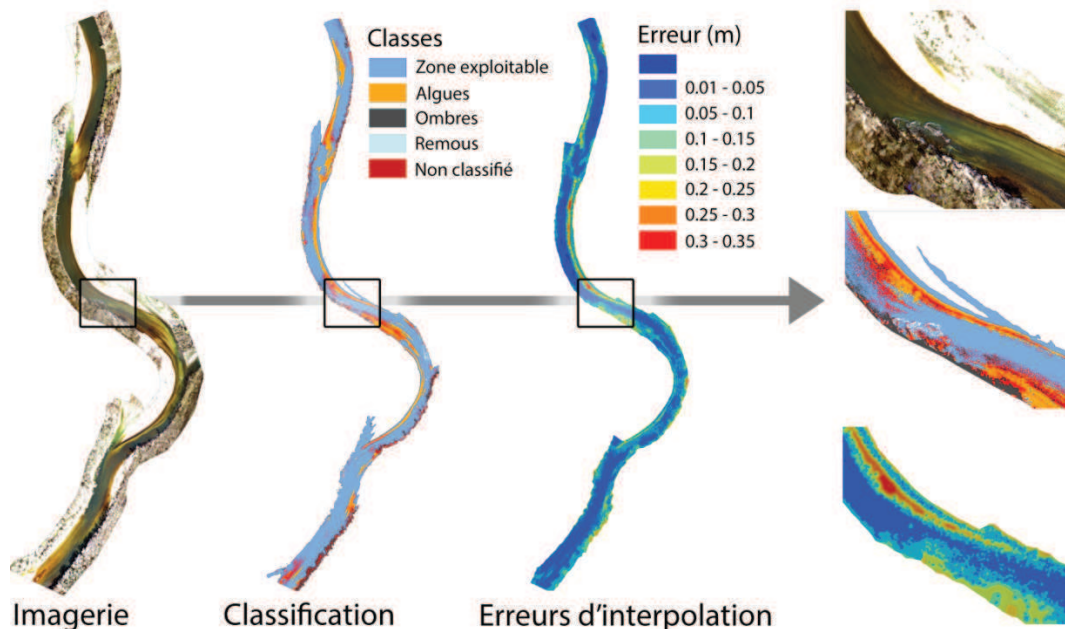 Classes
Zone exploitable
Algues
Ombres
Remous
Non classifié
Erreur (m)
0.01 - 0.05
0.05 - 0.1
0.1 - 0.15
0.15 - 0.2
0.2 - 0.25
0.25 - 0.3
0.3 - 0.35
Imagerie
Classification
Erreurs d'interpolation